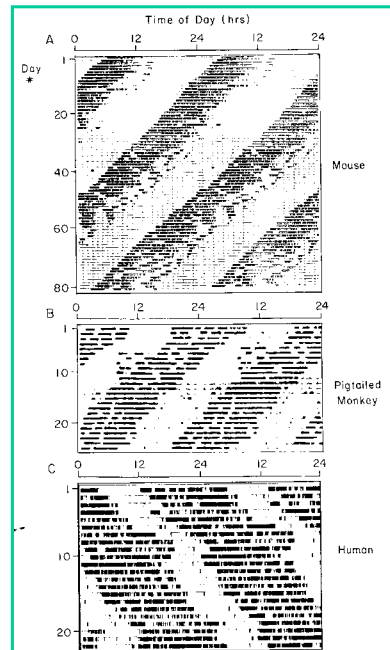 Time of Day (hrs)
A 0 12 24 12 24
Day
#
1
20
40
60
80
Mouse
B 0 12 24 12 24
1
10
20
Pigtailed
Monkey
C 0 12 24 12 24
1
10
20
Human